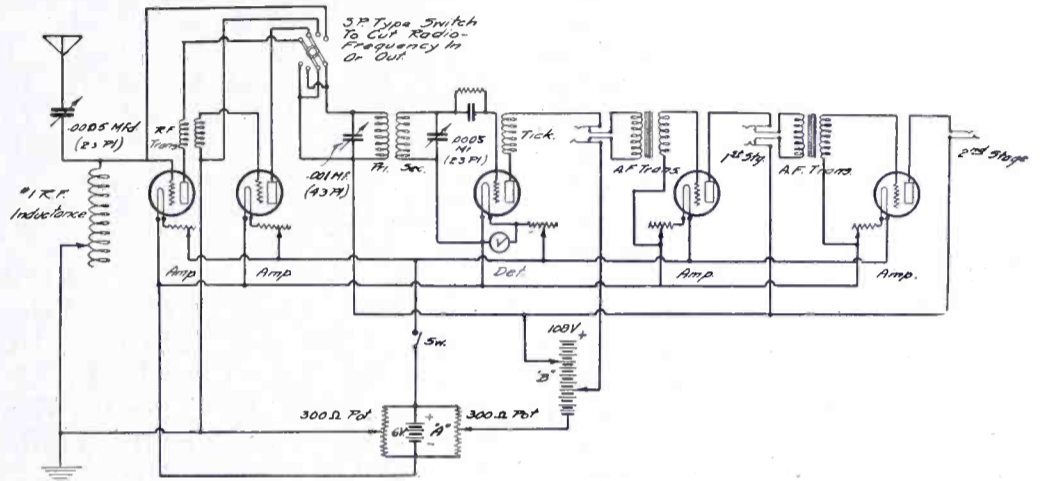 S.P. Type Switch
To Cut Radio-
Frequency In
Or Out.
.0005 Mfd.
(23 Pl)
RF
Trans.
#1 R.F.
Inductance
.001 Mf.
(43 Pl)
Pri.
Sec.
.0005
Mf
(23 Pl)
Tick.
A.F. Trans.
1st Stg.
A.F. Trans.
2nd Stage
Amp
Amp
V
Det.
Amp.
Amp.
Sw.
108V
+
"B"
300Ω Pot
+
6V
"A"
-
300Ω Pot